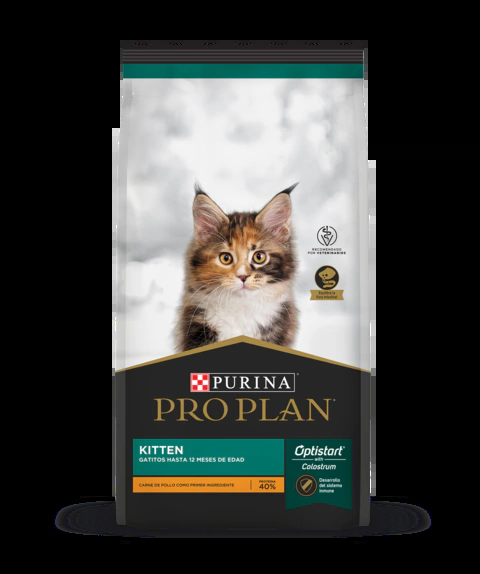 RECOMENDADO
POR VETERINARIOS
PURINA
PRO PLAN
KITTEN
GATITOS HASTA 12 MESES DE EDAD
CARNE DE POLLO COMO PRIMER INGREDIENTE
PROTEÍNA
40%
Optistart
with
Colostrum
Desarrollo
del sistema
inmune